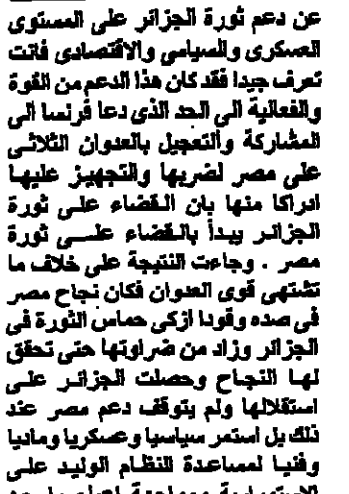 عن دعم ثورة الجزائر على المستوى
العسكرى والسياسى والاقتصادى فانت
تعرف جيدا فقد كان هذا الدعم من القوة
والفعالية الى الحد الذى دعا فرنسا الى
المشاركة والتعجيل بالعدوان الثلاثى
على مصر لضربها والتجهيز عليها
ادراكا منها بان القضاء على ثورة
الجزائر يبدأ بالقضاء على ثورة
مصر . وجاءت النتيجة على خلاف ما
تشتهى قوى العدوان فكان نجاح مصر
فى صده وقودا ازكى حماس الثورة فى
الجزائر وزاد من ضراوتها حتى تحقق
لها النجاح وحصلت الجزائر على
استقلالها ولم يتوقف دعم مصر عند
ذلك بل استمر سياسيا وعسكريا وماديا
وفنيا لمساعدة للنظام الوليد على